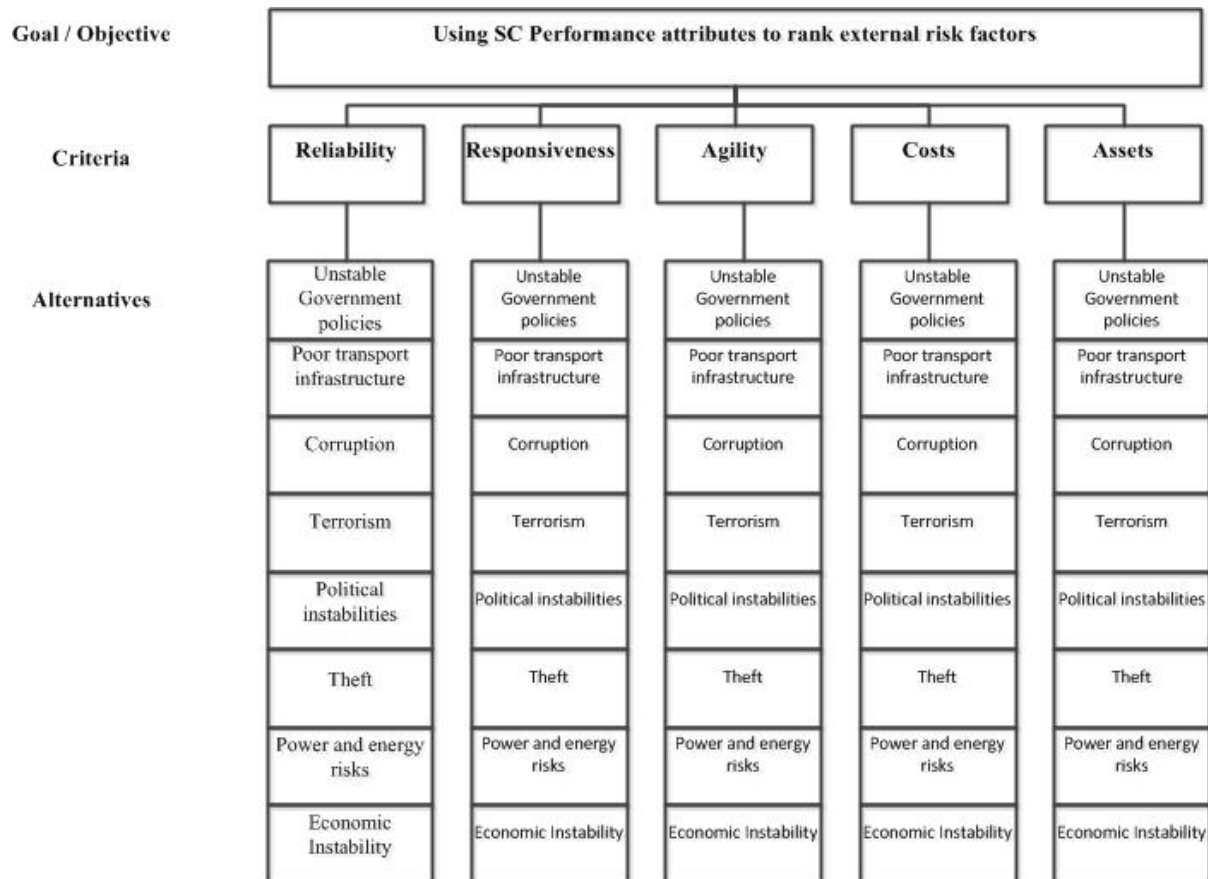 Goal / Objective
Using SC Performance attributes to rank external risk factors
Criteria
Reliability
Responsiveness
Agility
Costs
Assets
Alternatives
Unstable
Government
policies
Poor transport
infrastructure
Corruption
Terrorism
Political
instabilities
Theft
Power and energy
risks
Economic
Instability
Unstable
Government
policies
Poor transport
infrastructure
Corruption
Terrorism
Political instabilities
Theft
Power and energy
risks
Economic Instability
Unstable
Government
policies
Poor transport
infrastructure
Corruption
Terrorism
Political instabilities
Theft
Power and energy
risks
Economic Instability
Unstable
Government
policies
Poor transport
infrastructure
Corruption
Terrorism
Political instabilities
Theft
Power and energy
risks
Economic Instability
Unstable
Government
policies
Poor transport
infrastructure
Corruption
Terrorism
Political instabilities
Theft
Power and energy
risks
Economic Instability